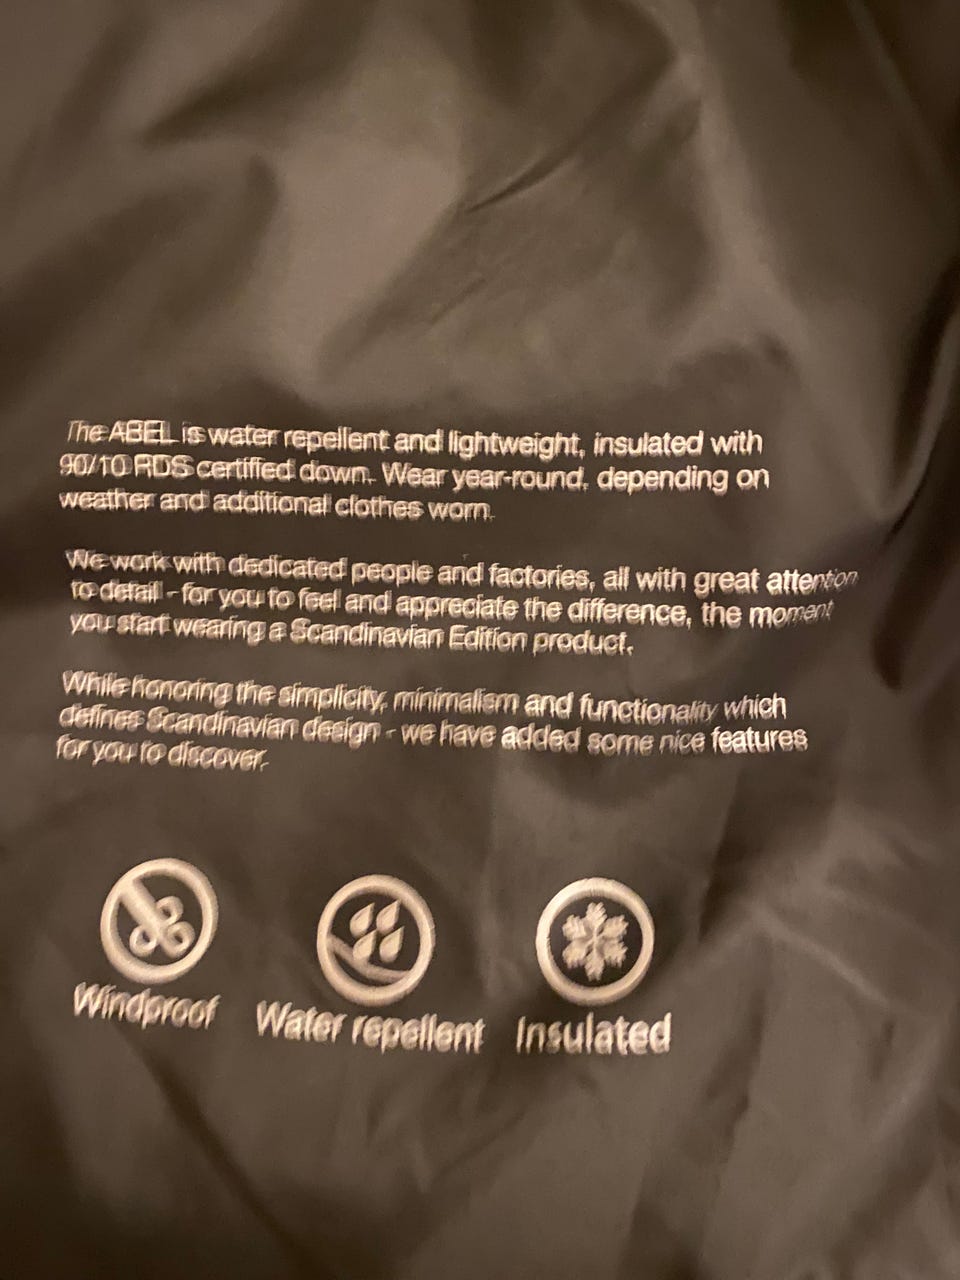 The ABEL is water repellent and lightweight, insulated with
90/10 RDS certified down. Wear year-round, depending on
weather and additional clothes worn.
We work with dedicated people and factories, all with great attention
to detail - for you to feel and appreciate the difference, the moment
you start wearing a Scandinavian Edition product.
While honoring the simplicity, minimalism and functionality which
defines Scandinavian design - we have added some nice features
for you to discover.
Windproof Water repellent Insulated